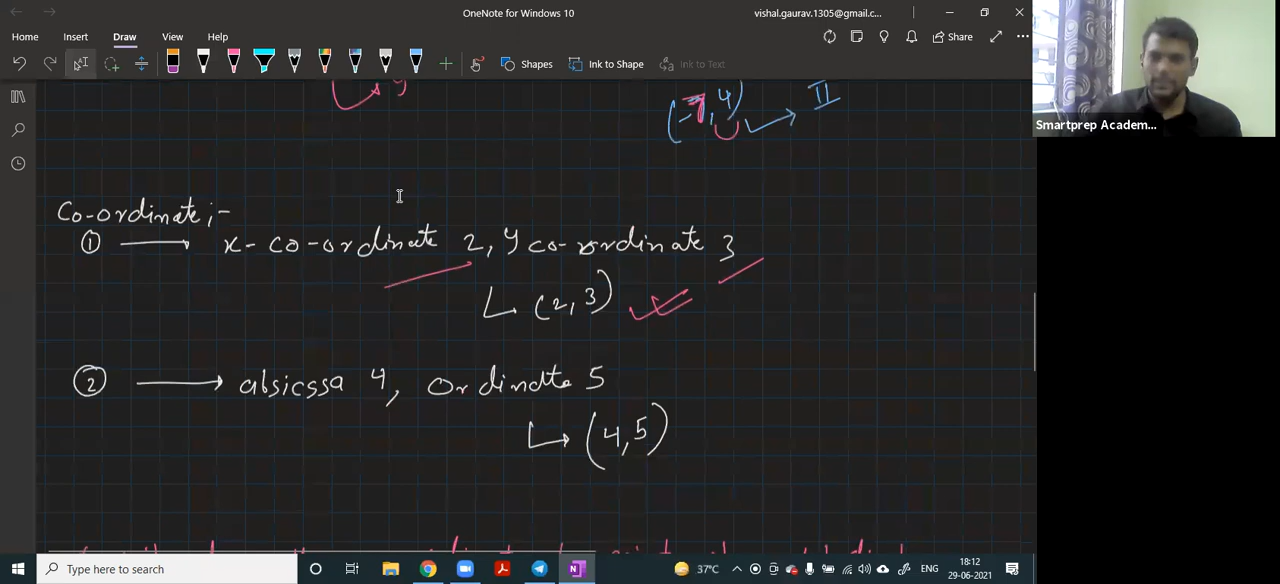 OneNote for Windows 10
vishal.gaurav.1305@gmail.c...
Home Insert Draw View Help
Share
Shapes
Ink to Shape
Ink to Text
Smartprep Academ...
(-7, 4) II
Co-ordinate;-
① x- co-ordinate 2, y co-ordinate 3
(2, 3)
② absicssa 4, ordinate 5
(4, 5)
Type here to search
37°C
ENG
18:12
29-06-2021